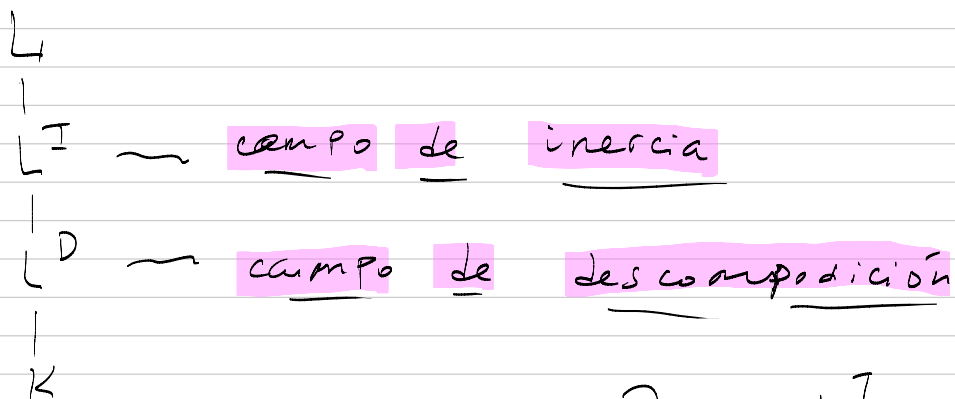 L
|
L^I ~ campo de inercia
|
L^D ~ campo de descomposición
|
K